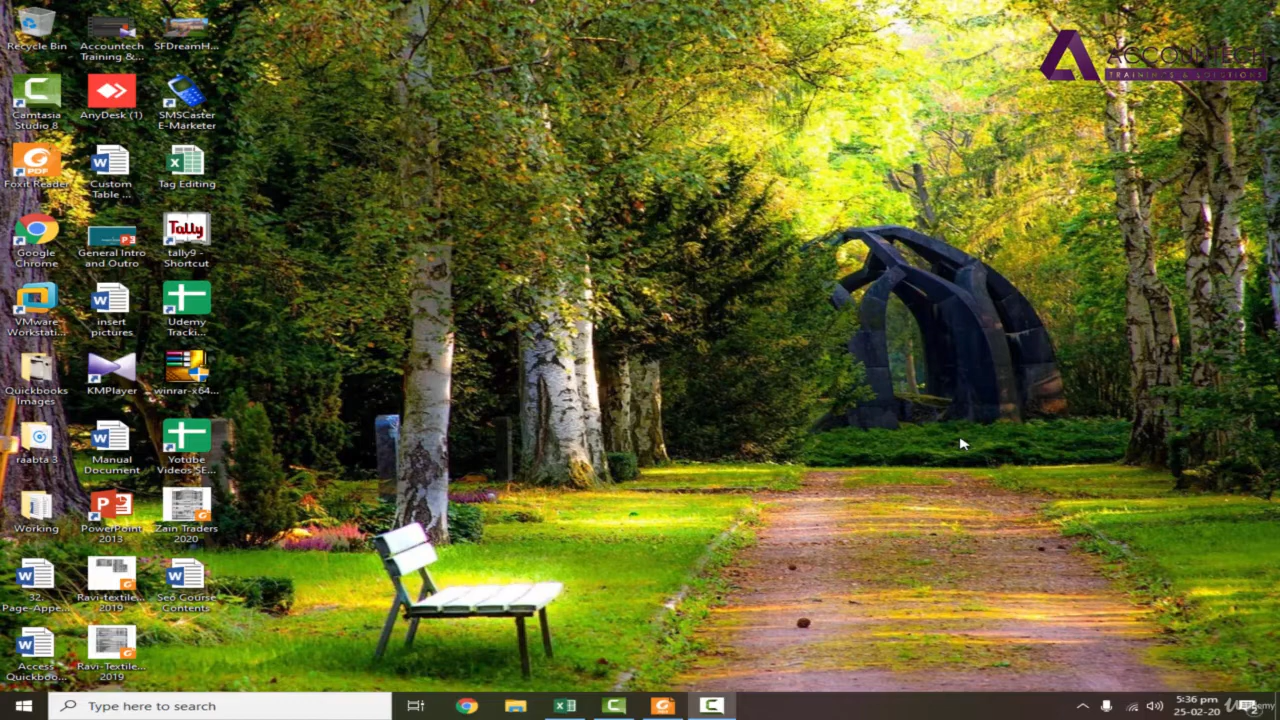 Recycle Bin
Accountech
Training &...
SFDreamH...
ACCOUNTECH
TRAININGS & SOLUTIONS
Camtasia
Studio 8
AnyDesk (1)
SMSCaster
E-Marketer
Foxit Reader
Custom
Table ...
Tag Editing
Google
Chrome
General Intro
and Outro
Tally
tally9 -
Shortcut
VMware
Workstati...
insert
pictures
Udemy
Tracki...
Quickbooks
Images
KMPlayer
winrar-x64...
raabta 3
Manual
Document
Yotube
Videos SE...
Working
PowerPoint
2013
Zain Traders
2020
32.
Page-Appe...
Ravi-textile...
2019
Seo Course
Contents
Access
Quickboo...
Ravi-Textile...
2019
Type here to search
5:36 pm
25-02-20
Udemy